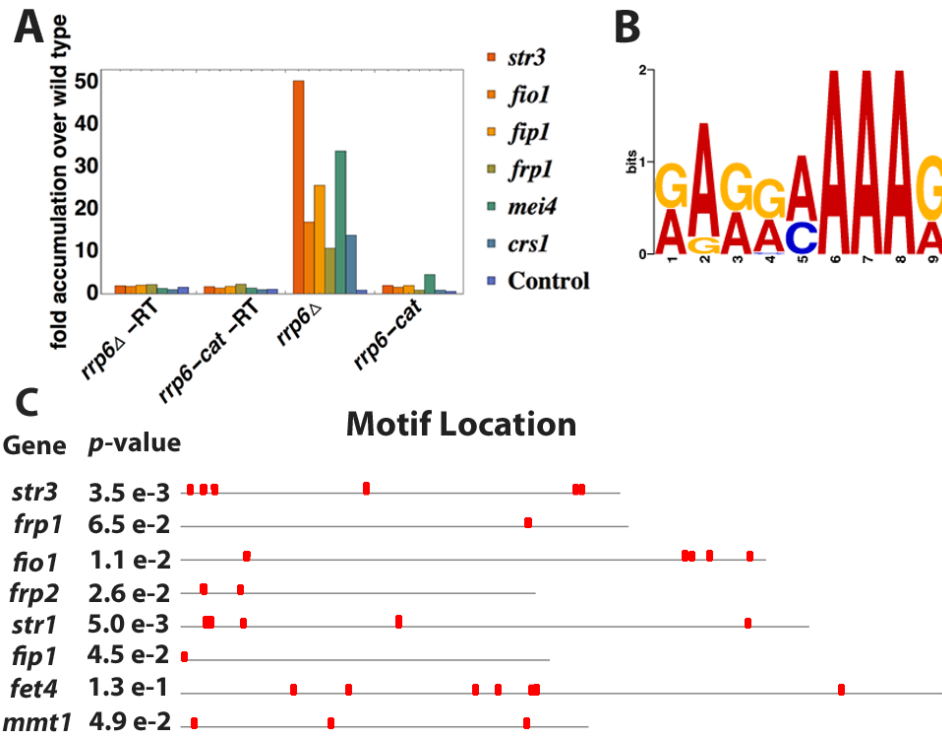 A
fold accumulation over wild type
50
40
30
20
10
0
rrp6Δ –RT
rrp6–cat –RT
rrp6Δ
rrp6–cat
str3
fio1
fip1
frp1
mei4
crs1
Control
B
bits
2
1
0
G A
A G
G A
G A
A C
A
A
A
G A
1 2 3 4 5 6 7 8 9
C
Motif Location
Gene p-value
str3 3.5 e-3
frp1 6.5 e-2
fio1 1.1 e-2
frp2 2.6 e-2
str1 5.0 e-3
fip1 4.5 e-2
fet4 1.3 e-1
mmt1 4.9 e-2